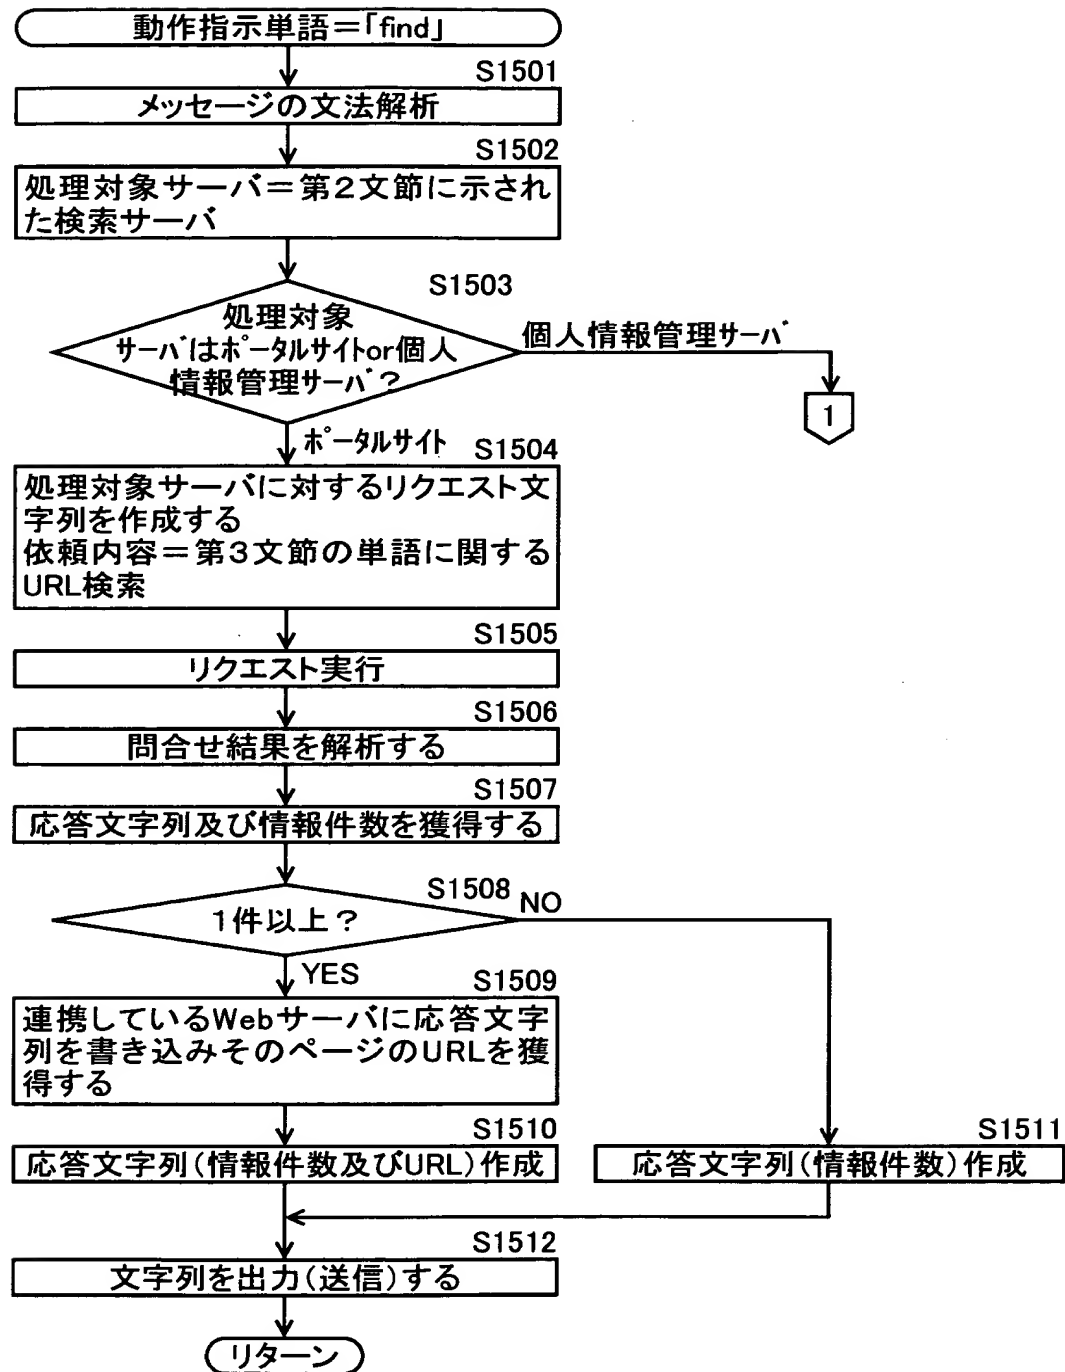 動作指示単語＝「find」
S1501
メッセージの文法解析
S1502
処理対象サーバ＝第2文節に示され
た検索サーバ
S1503
処理対象
サーバはポータルサイトor個人
情報管理サーバ？
個人情報管理サーバ
1
ポータルサイト
S1504
処理対象サーバに対するリクエスト文
字列を作成する
依頼内容＝第3文節の単語に関する
URL検索
S1505
リクエスト実行
S1506
問合せ結果を解析する
S1507
応答文字列及び情報件数を獲得する
S1508
NO
1件以上？
YES
S1509
連携しているWebサーバに応答文字
列を書き込みそのページのURLを獲
得する
S1510
応答文字列(情報件数及びURL)作成
S1511
応答文字列(情報件数)作成
S1512
文字列を出力(送信)する
リターン